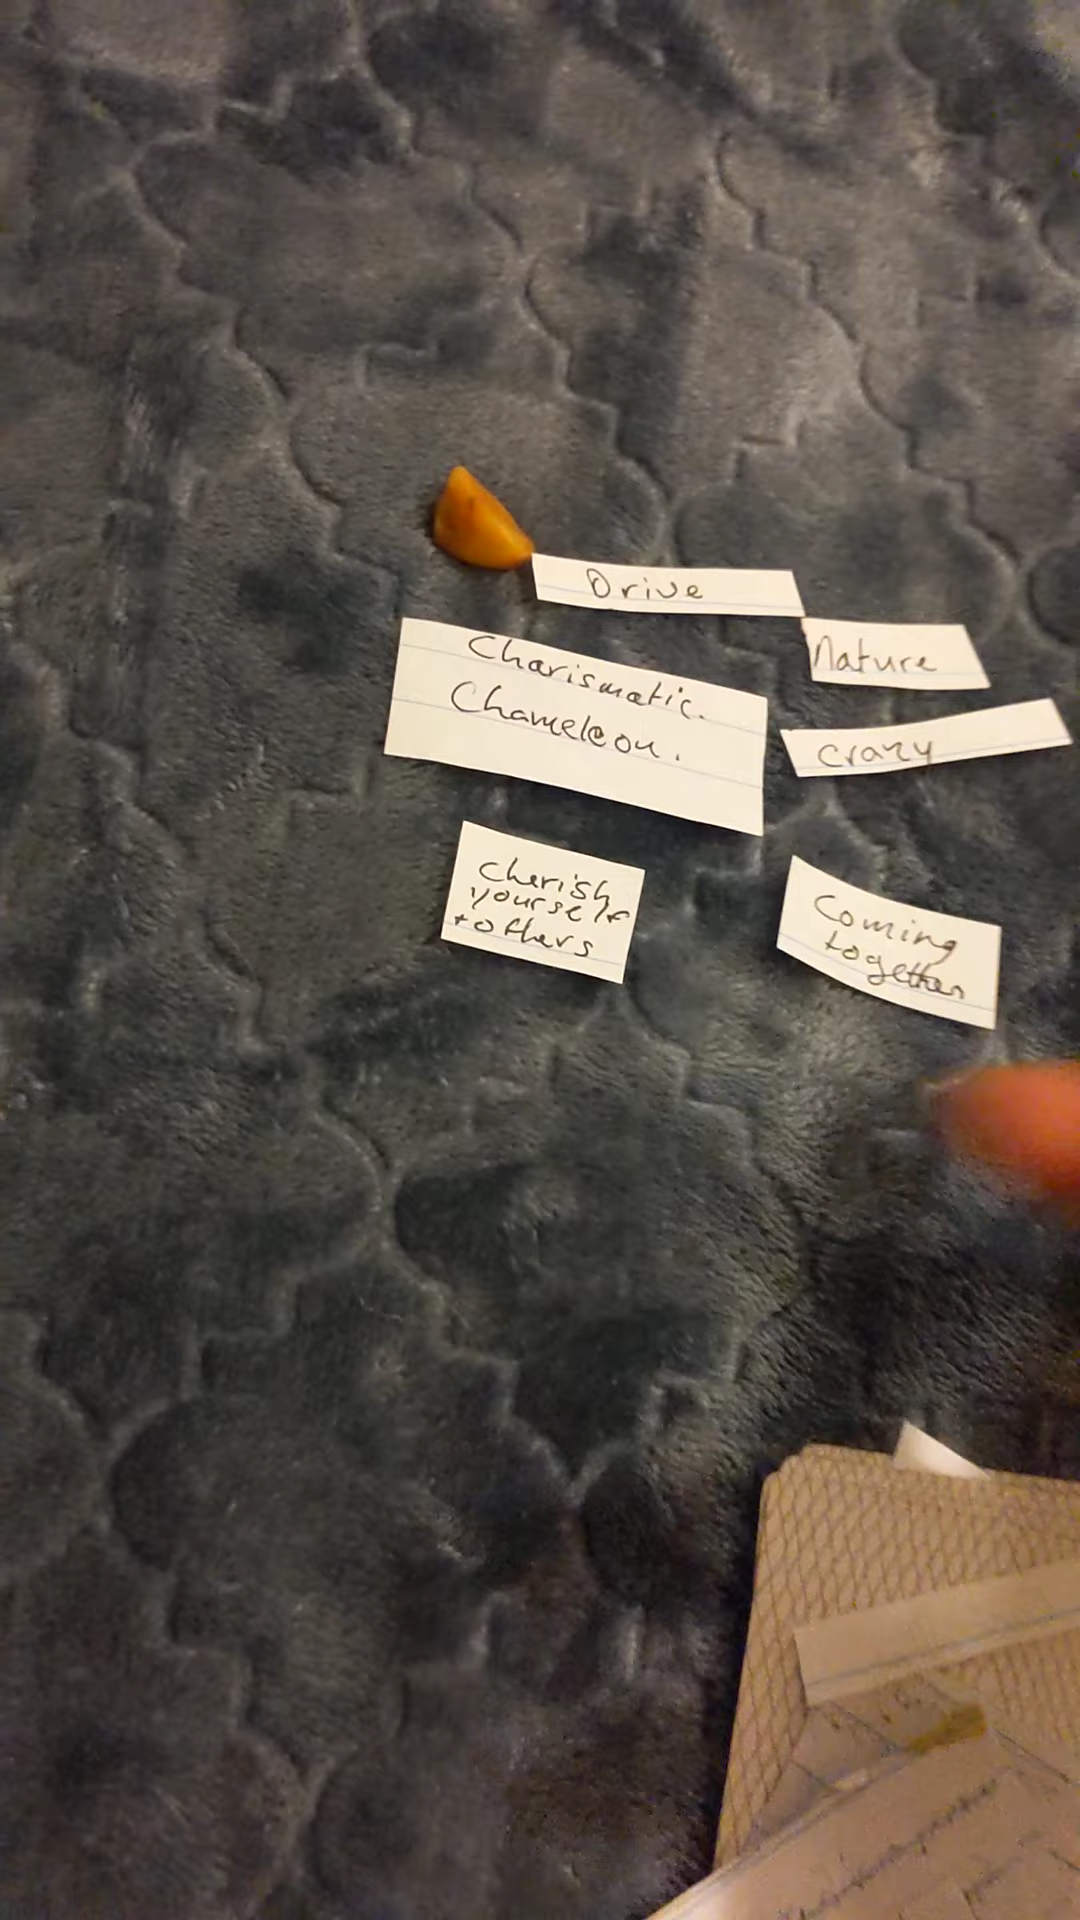 Drive
Nature
Charismatic.
Chameleon.
crazy
cherish
yourself
+ others
Coming
together